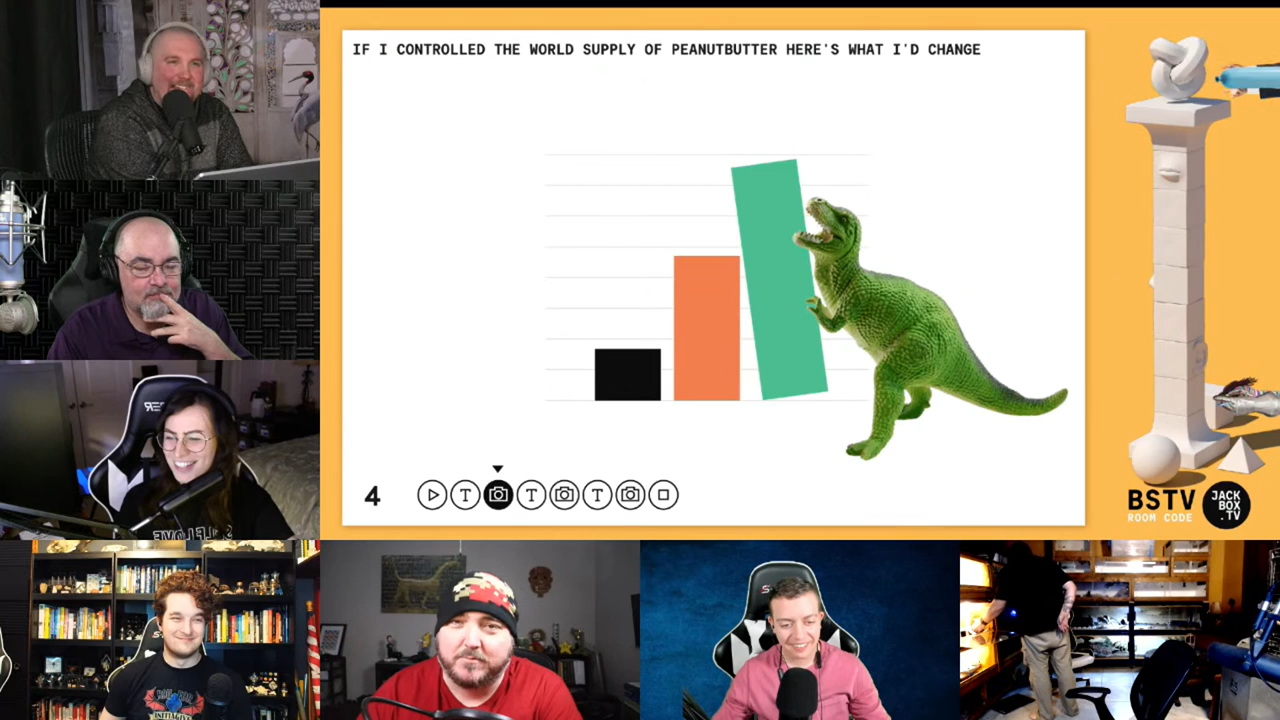 IF I CONTROLLED THE WORLD SUPPLY OF PEANUTBUTTER HERE'S WHAT I'D CHANGE
4
T
T
T
BSTV
ROOM CODE
JACK
BOX
.TV